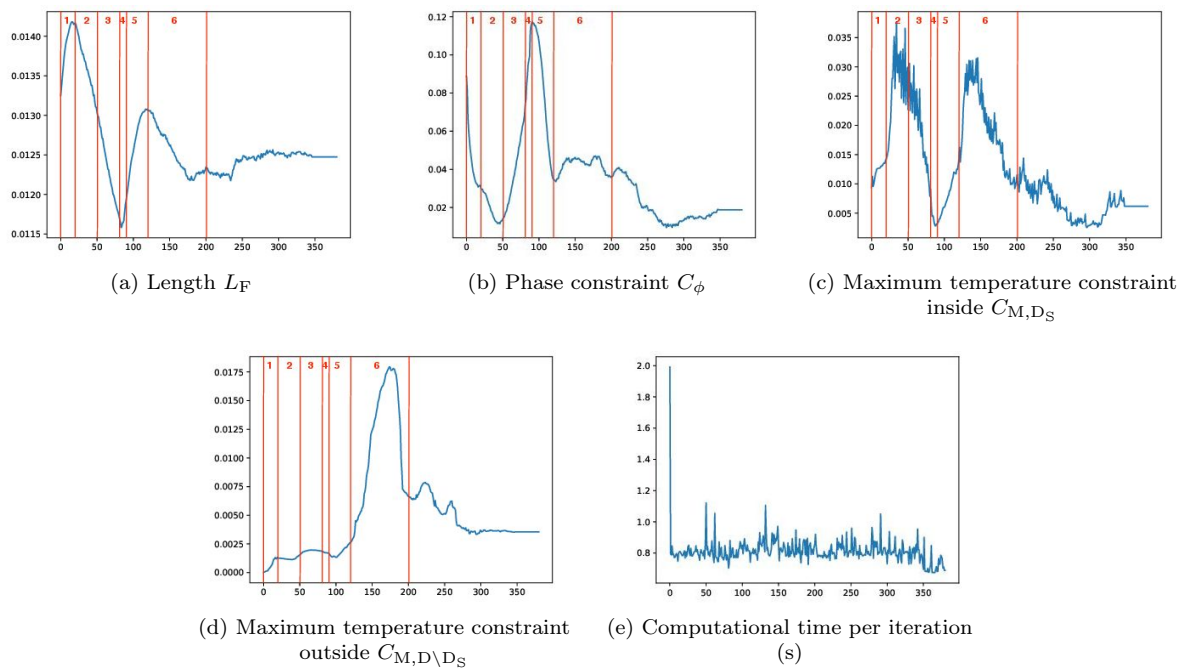 1 2 3 4 5 6
0.0140
0.0135
0.0130
0.0125
0.0120
0.0115
0 50 100 150 200 250 300 350
(a) Length L_F
1 2 3 4 5 6
0.12
0.10
0.08
0.06
0.04
0.02
0 50 100 150 200 250 300 350
(b) Phase constraint C_ϕ
1 2 3 4 5 6
0.035
0.030
0.025
0.020
0.015
0.010
0.005
0 50 100 150 200 250 300 350
(c) Maximum temperature constraint
inside C_{M,D_S}
1 2 3 4 5 6
0.0175
0.0150
0.0125
0.0100
0.0075
0.0050
0.0025
0.0000
0 50 100 150 200 250 300 350
(d) Maximum temperature constraint
outside C_{M,D\D_S}
2.0
1.8
1.6
1.4
1.2
1.0
0.8
0 50 100 150 200 250 300 350
(e) Computational time per iteration
(s)